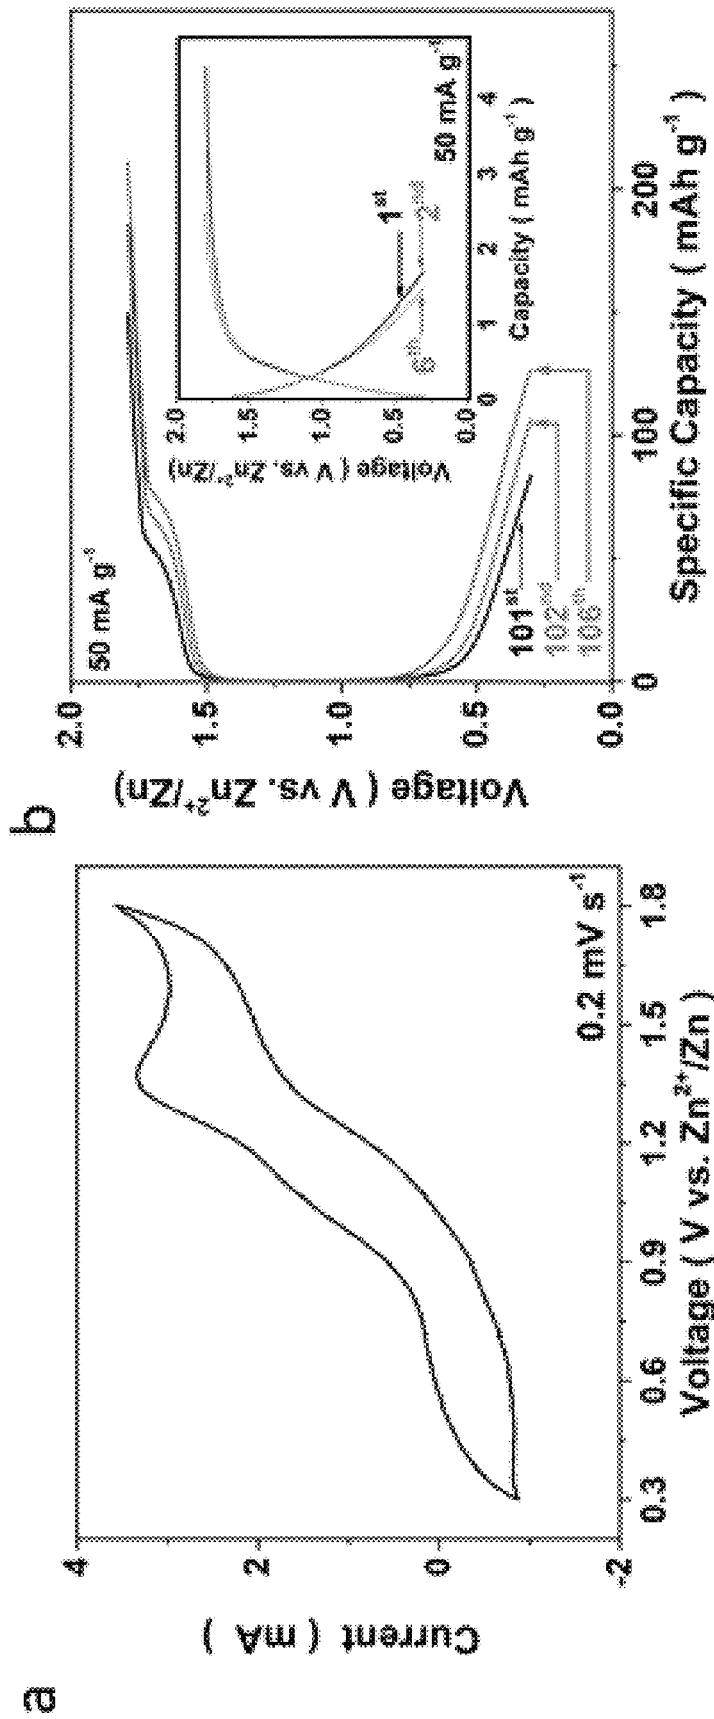 a
Current ( mA )
4
2
0
-2
0.3
0.6
0.9
1.2
1.5
1.8
0.2 mV s⁻¹
Voltage ( V vs. Zn²⁺/Zn )
b
Voltage ( V vs. Zn²⁺/Zn)
2.0
1.5
1.0
0.5
0.0
0
100
200
Specific Capacity ( mAh g⁻¹ )
50 mA g⁻¹
101ˢᵗ
102ⁿᵈ
106ᵗʰ
Voltage ( V vs. Zn²⁺/Zn)
2.0
1.5
1.0
0.5
0.0
0
1
2
3
4
Capacity ( mAh g⁻¹ )
50 mA g⁻¹
1ˢᵗ
2ⁿᵈ
6ᵗʰ